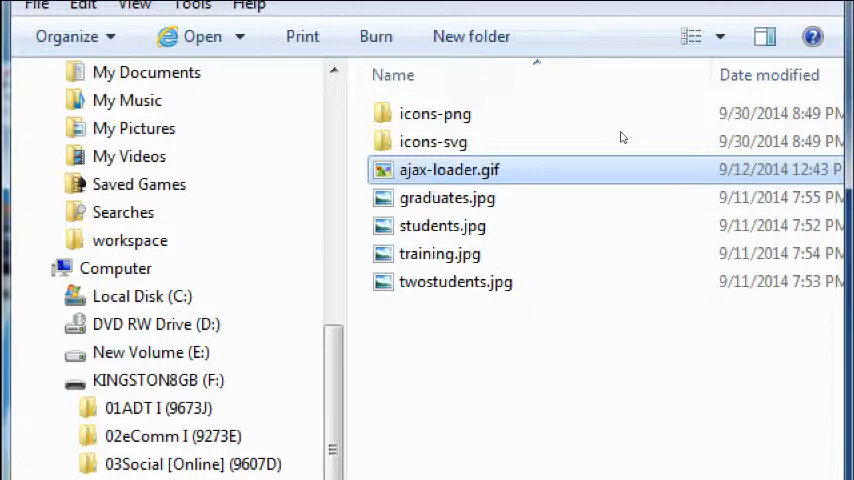 File Edit View Tools Help
Organize Open Print Burn New folder
My Documents
My Music
My Pictures
My Videos
Saved Games
Searches
workspace
Computer
Local Disk (C:)
DVD RW Drive (D:)
New Volume (E:)
KINGSTON8GB (F:)
01ADT I (9673J)
02eComm I (9273E)
03Social [Online] (9607D)
Name Date modified
icons-png 9/30/2014 8:49 PM
icons-svg 9/30/2014 8:49 PM
ajax-loader.gif 9/12/2014 12:43 P
graduates.jpg 9/11/2014 7:55 PM
students.jpg 9/11/2014 7:52 PM
training.jpg 9/11/2014 7:54 PM
twostudents.jpg 9/11/2014 7:53 PM